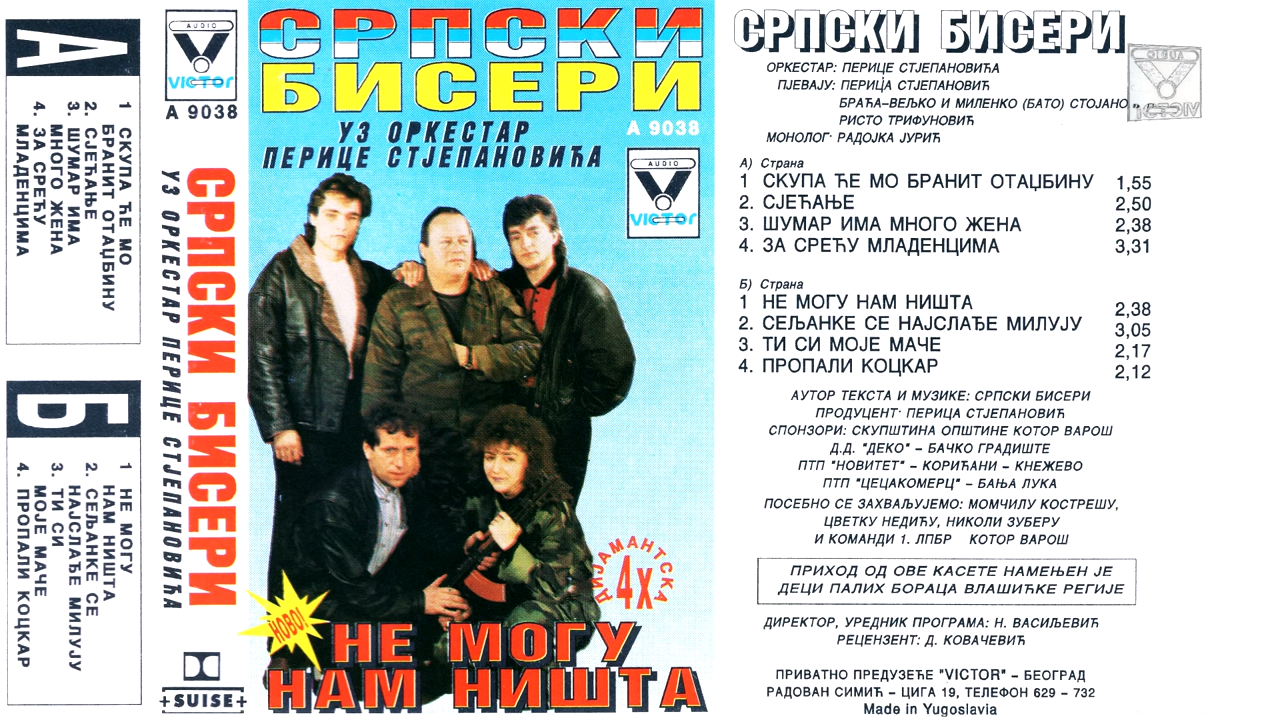 А
1 СКУПА ЋЕ МО
БРАНИТ ОТАЏБИНУ
2. СЈЕЋАЊЕ
3. ШУМАР ИМА
МНОГО ЖЕНА
4. ЗА СРЕЋУ
МЛАДЕНЦИМА
Б
1 НЕ МОГУ
НАМ НИШТА
2. СЕЉАНКЕ СЕ
НАЈСЛАЂЕ МИЛУЈУ
3. ТИ СИ
МОЈЕ МАЧЕ
4. ПРОПАЛИ КОЦКАР
AUDIO
VICTOR
A 9038
СРПСКИ БИСЕРИ
УЗ ОРКЕСТАР ПЕРИЦЕ СТЈЕПАНОВИЋА
SUISE
СРПСКИ
БИСЕРИ
УЗ ОРКЕСТАР
ПЕРИЦЕ СТЈЕПАНОВИЋА
A 9038
AUDIO
VICTOR
ДИЈАМАНТСКА
4X
НОВО!
НЕ МОГУ
НАМ НИШТА
СРПСКИ БИСЕРИ
ОРКЕСТАР: ПЕРИЦЕ СТЈЕПАНОВИЋА
ПЈЕВАЈУ: ПЕРИЦА СТЈЕПАНОВИЋ
БРАЋА–ВЕЉКО И МИЛЕНКО (БАТО)
РИСТО ТРИФУНОВИЋ
МОНОЛОГ· РАДОЈКА ЈУРИЋ
AUDIO
VICTOR
А) Страна
1 СКУПА ЋЕ МО БРАНИТ ОТАЏБИНУ 1,55
2. СЈЕЋАЊЕ 2,50
3. ШУМАР ИМА МНОГО ЖЕНА 2,38
4. ЗА СРЕЋУ МЛАДЕНЦИМА 3,31
Б) Страна
1 НЕ МОГУ НАМ НИШТА 2,38
2. СЕЉАНКЕ СЕ НАЈСЛАЂЕ МИЛУЈУ 3,05
3. ТИ СИ МОЈЕ МАЧЕ 2,17
4. ПРОПАЛИ КОЦКАР 2,12
АУТОР ТЕКСТА И МУЗИКЕ: СРПСКИ БИСЕРИ
ПРОДУЦЕНТ· ПЕРИЦА СТЈЕПАНОВИЋ
СПОНЗОРИ: СКУПШТИНА ОПШТИНЕ КОТОР ВАРОШ
Д.Д. "ДЕКО" – БАЧКО ГРАДИШТЕ
ПТП "НОВИТЕТ" – КОРИЋАНИ – КНЕЖЕВО
ПТП "ЦЕЦАКОМЕРЦ" – БАЊА ЛУКА
ПОСЕБНО СЕ ЗАХВАЉУЈЕМО: МОМЧИЛУ КОСТРЕШУ,
ЦВЕТКУ НЕДИЋУ, НИКОЛИ ЗУБЕРУ
И КОМАНДИ 1. ЛПБР КОТОР ВАРОШ
ПРИХОД ОД ОВЕ КАСЕТЕ НАМЕЊЕН ЈЕ
ДЕЦИ ПАЛИХ БОРАЦА ВЛАШИЋКЕ РЕГИЈЕ
ДИРЕКТОР, УРЕДНИК ПРОГРАМА: Н. ВАСИЉЕВИЋ
РЕЦЕНЗЕНТ: Д. КОВАЧЕВИЋ
ПРИВАТНО ПРЕДУЗЕЋЕ "VICTOR" – БЕОГРАД
РАДОВАН СИМИЋ – ЦИГА 19, ТЕЛЕФОН 629 – 732
Made in Yugoslavia